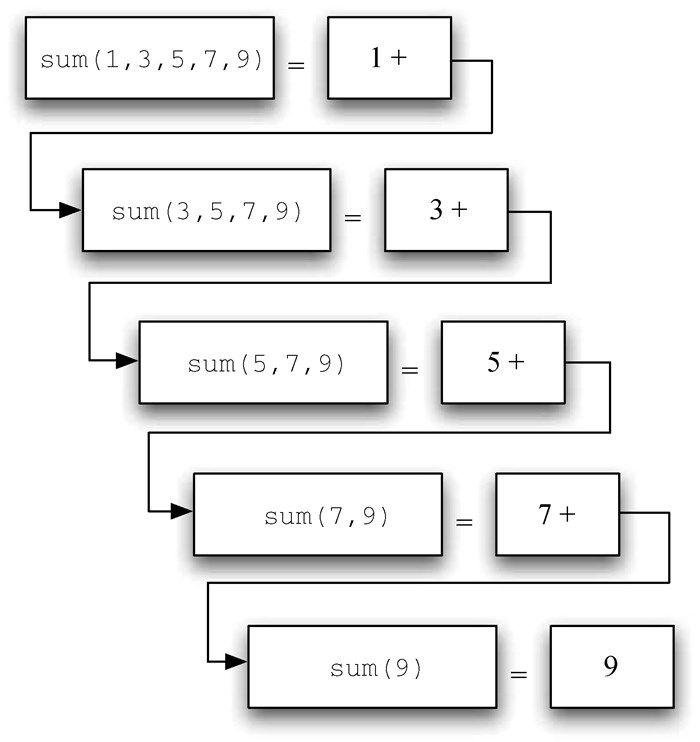 sum(1,3,5,7,9) = 1 +
sum(3,5,7,9) = 3 +
sum(5,7,9) = 5 +
sum(7,9) = 7 +
sum(9) = 9